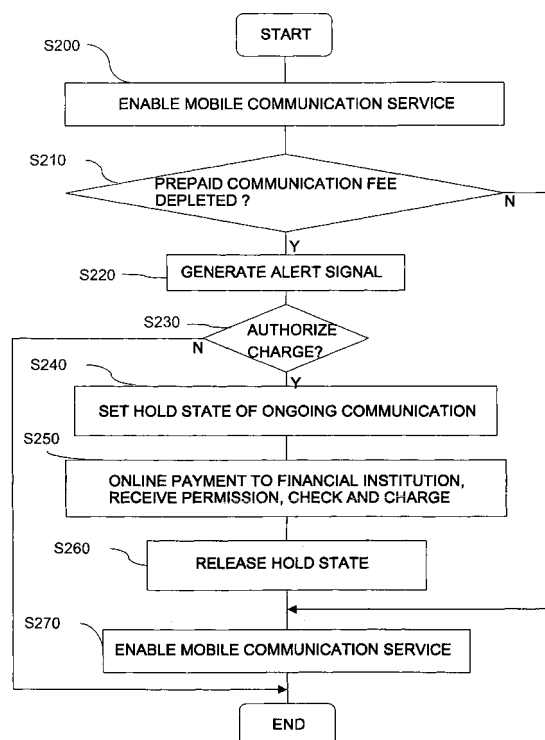 START
S200
ENABLE MOBILE COMMUNICATION SERVICE
S210
PREPAID COMMUNICATION FEE
DEPLETED ?
N
Y
S220
GENERATE ALERT SIGNAL
S230
AUTHORIZE
CHARGE?
N
Y
S240
SET HOLD STATE OF ONGOING COMMUNICATION
S250
ONLINE PAYMENT TO FINANCIAL INSTITUTION,
RECEIVE PERMISSION, CHECK AND CHARGE
S260
RELEASE HOLD STATE
S270
ENABLE MOBILE COMMUNICATION SERVICE
END